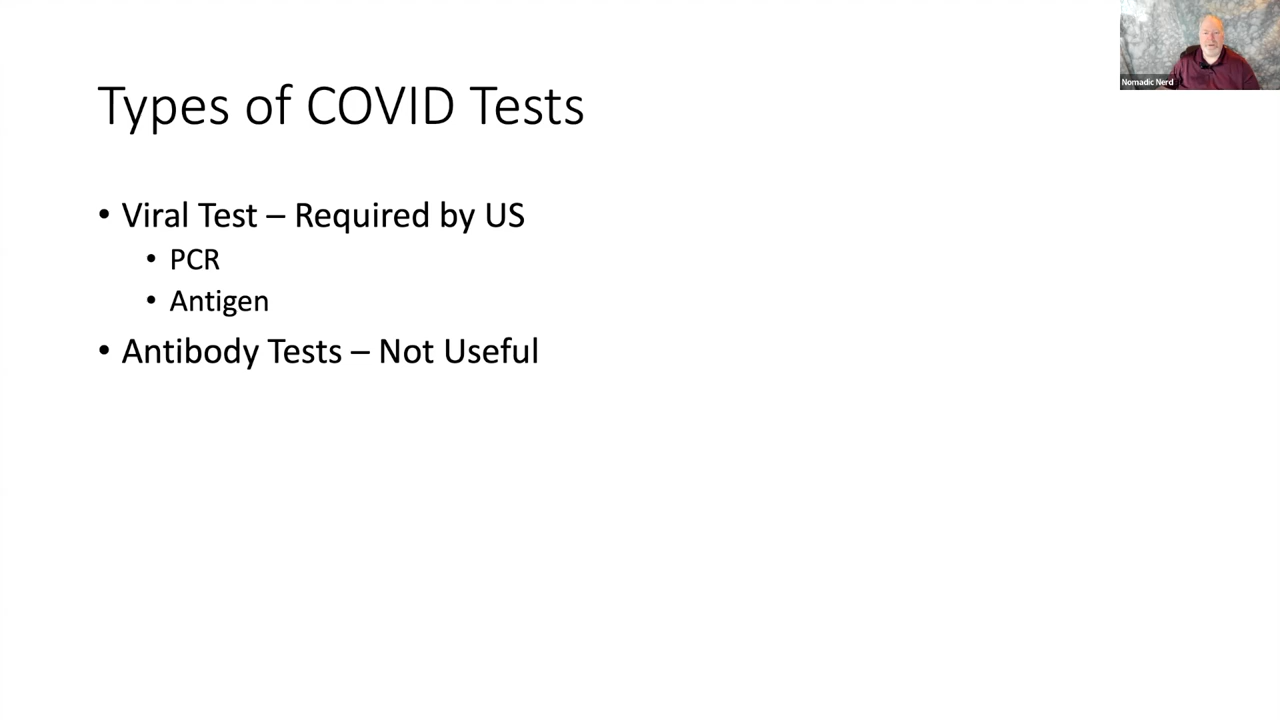 Types of COVID Tests
• Viral Test – Required by US
• PCR
• Antigen
• Antibody Tests – Not Useful
Nomadic Nerd